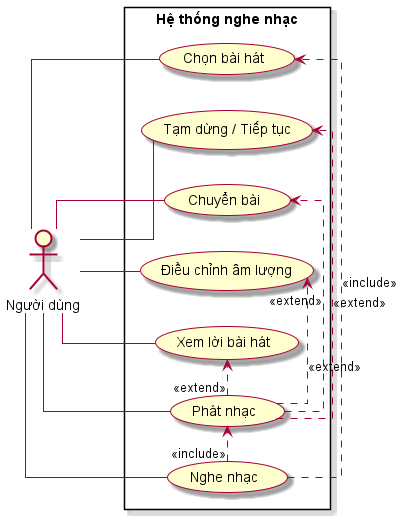 Hệ thống nghe nhạc
Chọn bài hát
Tạm dừng / Tiếp tục
Chuyển bài
Điều chỉnh âm lượng
Người dùng
«include»
«extend»
«extend»
Xem lời bài hát
«extend»
«extend»
Phát nhạc
«include»
Nghe nhạc